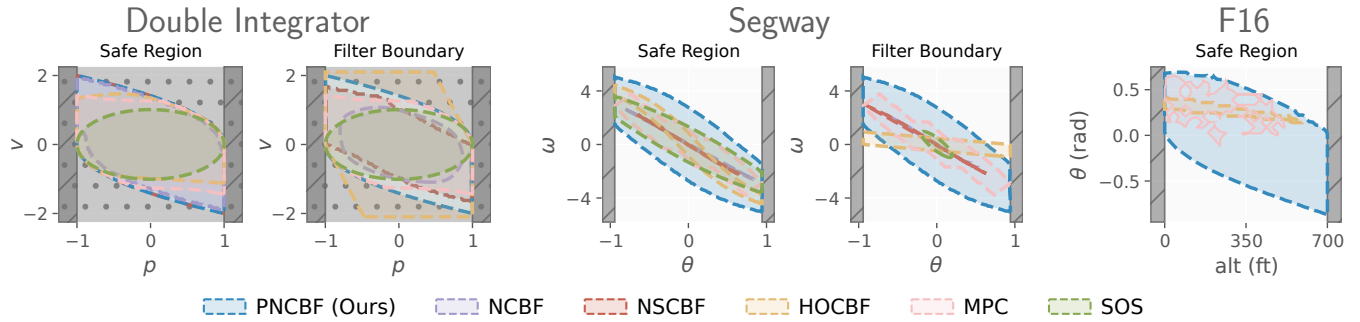 Double Integrator
Segway
F16
Safe Region
Filter Boundary
Safe Region
Filter Boundary
Safe Region
v
2
0
−2
−1
0
1
p
v
2
0
−2
−1
0
1
p
ω
4
0
−4
−1
0
1
θ
ω
4
0
−4
−1
0
1
θ
θ (rad)
0.5
0.0
−0.5
0
350
700
alt (ft)
PNCBF (Ours)
NCBF
NSCBF
HOCBF
MPC
SOS